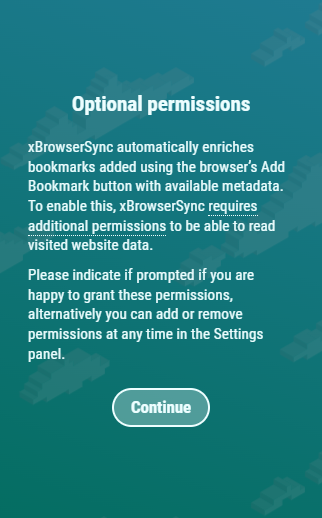 Optional permissions
xBrowserSync automatically enriches
bookmarks added using the browser's Add
Bookmark button with available metadata.
To enable this, xBrowserSync requires
additional permissions to be able to read
visited website data.
Please indicate if prompted if you are
happy to grant these permissions,
alternatively you can add or remove
permissions at any time in the Settings
panel.
Continue